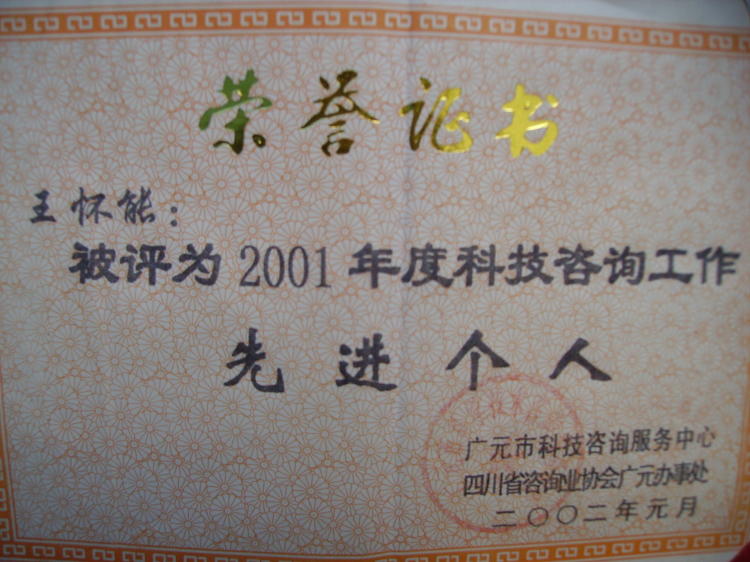 荣誉证书
王怀能：
被评为2001年度科技咨询工作
先进个人
广元市科技咨询服务中心
四川省咨询业协会广元办事处
二〇〇二年元月